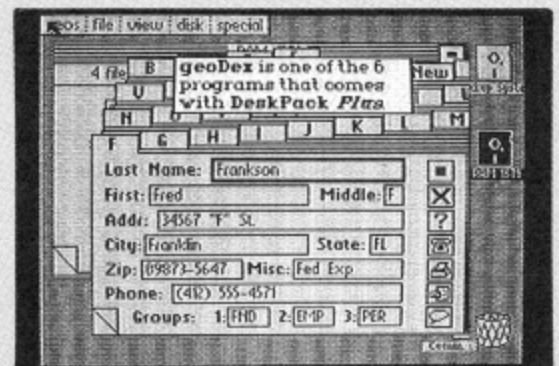 geos file view disk special
4 file
B
New
geoDex is one of the 6
programs that comes
with DeskPack Plus
U
N
K
L
M
F
G
H
I
J
Last Name: Frankson
First: Fred Middle: F
Addr: 34567 "F" St.
City: Franklin State: FL
Zip: 09873-5647 Misc: Fed Exp
Phone: (412) 555-4571
Groups: 1: FND 2: EMP 3: PER